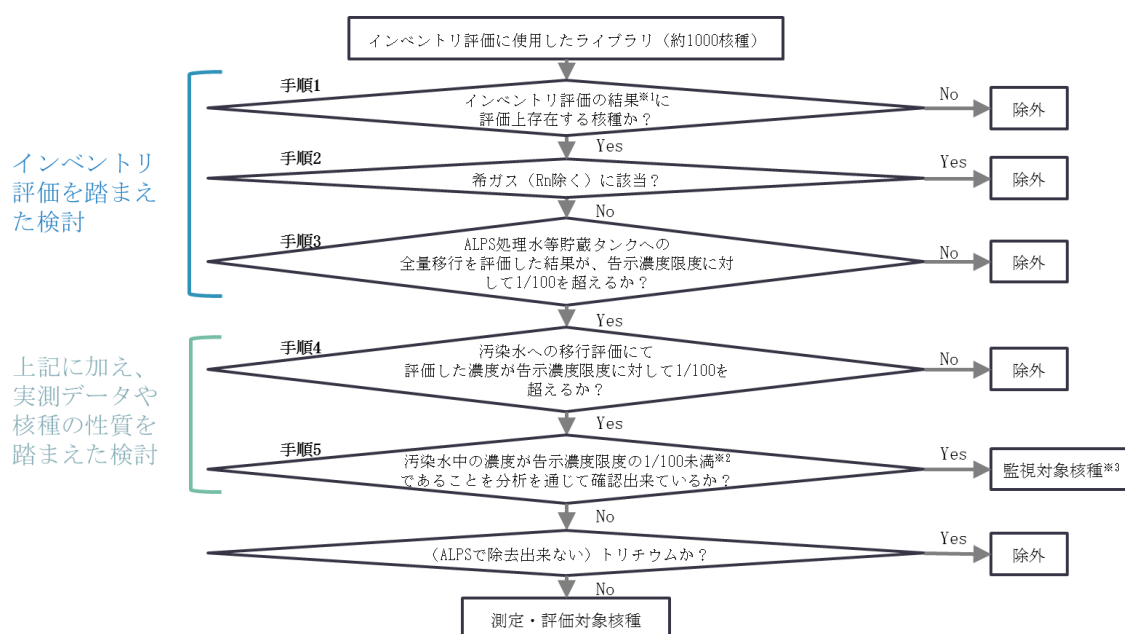 インベントリ評価に使用したライブラリ（約1000核種）
手順1
インベントリ評価の結果※1に
評価上存在する核種か？
No
除外
Yes
手順2
希ガス（Rn除く）に該当？
Yes
除外
No
インベントリ
評価を踏まえ
た検討
手順3
ALPS処理水等貯蔵タンクへの
全量移行を評価した結果が、告示濃度限度に対
して1/100を超えるか？
No
除外
Yes
手順4
汚染水への移行評価にて
評価した濃度が告示濃度限度に対して1/100を
超えるか？
No
除外
Yes
上記に加え、
実測データや
核種の性質を
踏まえた検討
手順5
汚染水中の濃度が告示濃度限度の1/100未満※2
であることを分析を通じて確認出来ているか？
Yes
監視対象核種※3
No
（ALPSで除去出来ない）トリチウムか？
Yes
除外
No
測定・評価対象核種